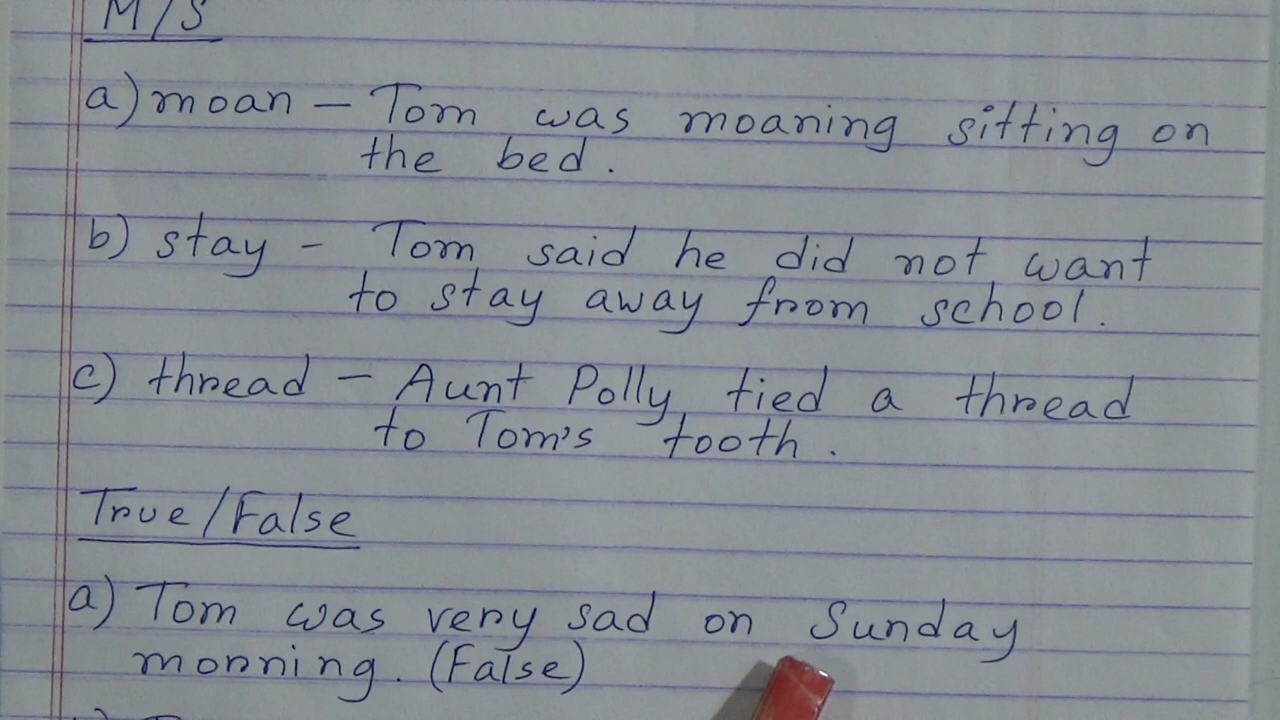 M/S
a) moan – Tom was moaning sitting on
the bed.
b) stay - Tom said he did not want
to stay away from school.
c) thread – Aunt Polly tied a thread
to Tom's tooth.
True/False
a) Tom was very sad on Sunday
morning. (False)